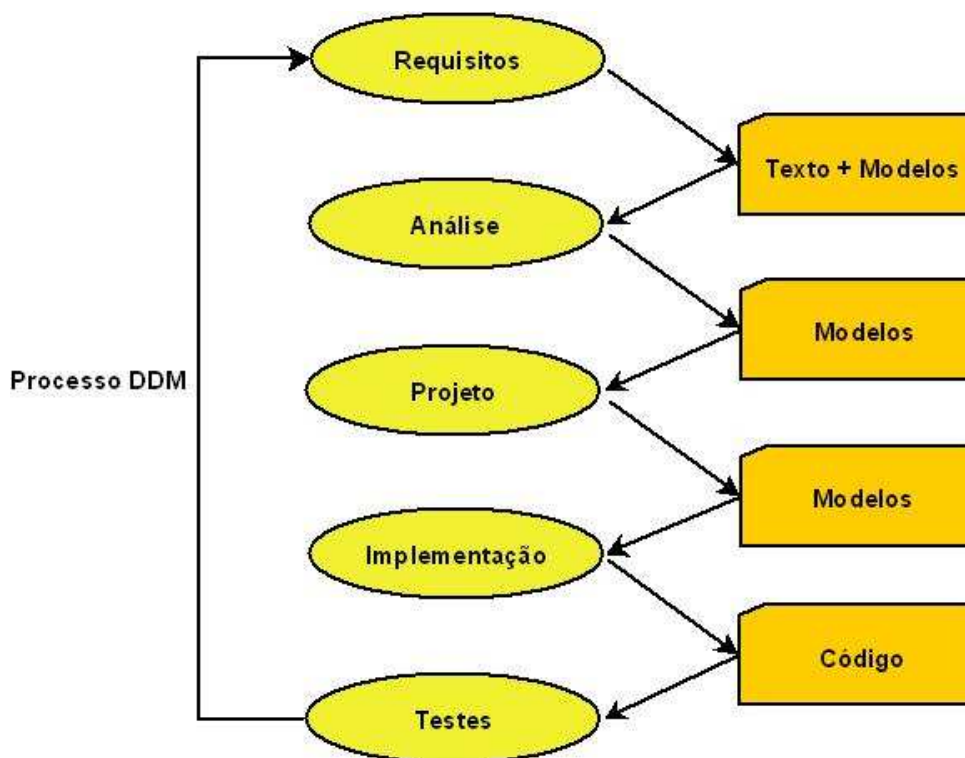 Requisitos
Texto + Modelos
Análise
Modelos
Processo DDM
Projeto
Modelos
Implementação
Código
Testes